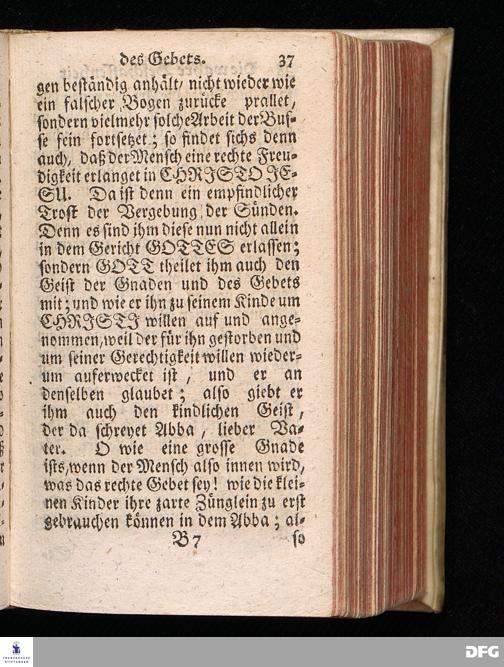 des Gebets. 37
gen beständig anhält/ nicht wieder wie
ein falscher Bogen zurücke prallet,
sondern vielmehr solche Arbeit der Bus-
se fein fortsetzet; so findet sichs denn
auch, daß der Mensch eine rechte Freu-
digkeit erlanget in CHRISTO JE-
SU. Da ist denn ein empfindlicher
Trost der Vergebung der Sünden.
Denn es sind ihm diese nun nicht allein
in dem Gericht GOTTES erlassen;
sondern GOTT theilet ihm auch den
Geist der Gnaden und des Gebets
mit; und wie er ihn zu seinem Kinde um
CHRISTI willen auf und ange-
nommen, weil der für ihn gestorben und
um seiner Gerechtigkeit willen wieder-
um auferwecket ist, und er an
denselben glaubet; also giebt er
ihm auch den kindlichen Geist,
der da schreyet Abba, lieber Va-
ter. O wie eine grosse Gnade
ists, wenn der Mensch also innen wird,
was das rechte Gebet sey! wie die klei-
nen Kinder ihre zarte Zünglein zu erst
gebrauchen können in dem Abba; al-
B 7 so
FRANCKESCHE
STIFTUNGEN
DFG